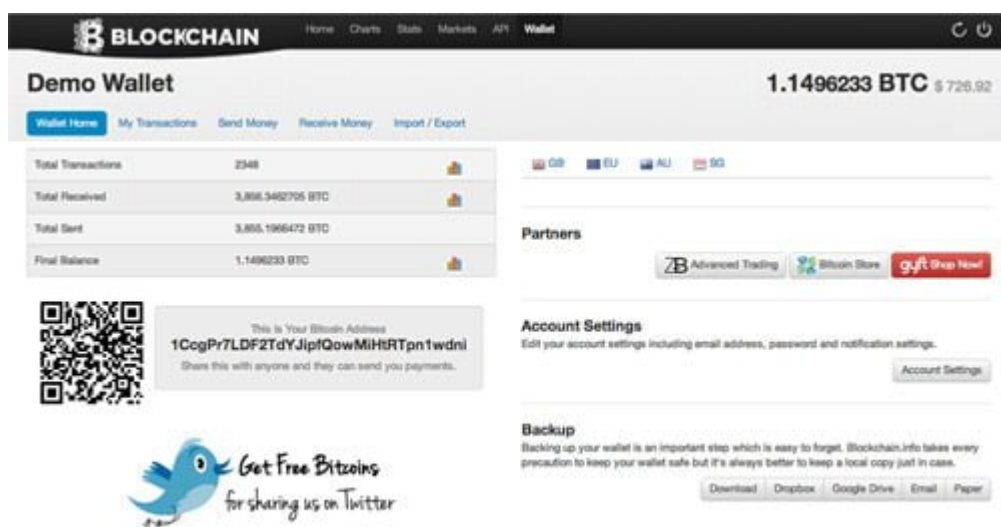 BLOCKCHAIN
Home Charts Stats Markets API Wallet
Demo Wallet
1.1496233 BTC $ 726.92
Wallet Home My Transactions Send Money Receive Money Import / Export
Total Transactions 2348
Total Received BTC
Total Sent BTC
Final Balance 1.1496233 BTC
GB EU AU SG
Partners
Advanced Trading Bitcoin Store gyft Shop Now!
This Is Your Bitcoin Address
1CcgPr7LDF2TdYJipfQowMiHtRTpn1wdni
Share this with anyone and they can send you payments.
Account Settings
Edit your account settings including email address, password and notification settings.
Account Settings
Get Free Bitcoins
for sharing us on Twitter
Backup
Backing up your wallet is an important step which is easy to forget. Blockchain.info takes every
precaution to keep your wallet safe but it's always better to keep a local copy just in case.
Download Dropbox Google Drive Email Paper